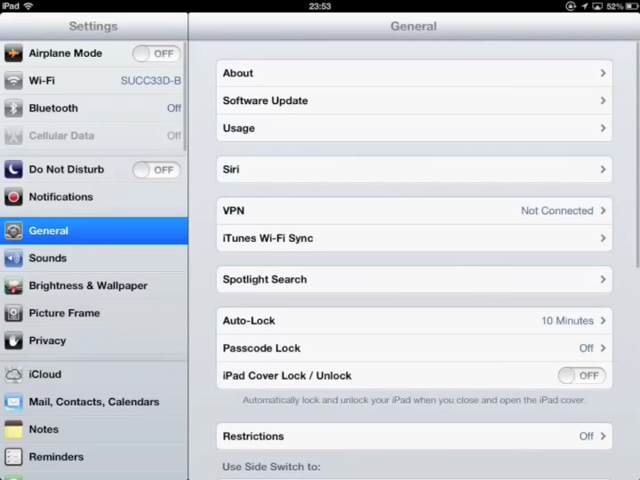 iPad 23:53 52%
Settings
Airplane Mode OFF
Wi-Fi SUCC33D-B
Bluetooth Off
Cellular Data Off
Do Not Disturb OFF
Notifications
General
Sounds
Brightness & Wallpaper
Picture Frame
Privacy
iCloud
Mail, Contacts, Calendars
Notes
Reminders
General
About
Software Update
Usage
Siri
VPN Not Connected
iTunes Wi-Fi Sync
Spotlight Search
Auto-Lock 10 Minutes
Passcode Lock Off
iPad Cover Lock / Unlock OFF
Automatically lock and unlock your iPad when you close and open the iPad cover.
Restrictions Off
Use Side Switch to: